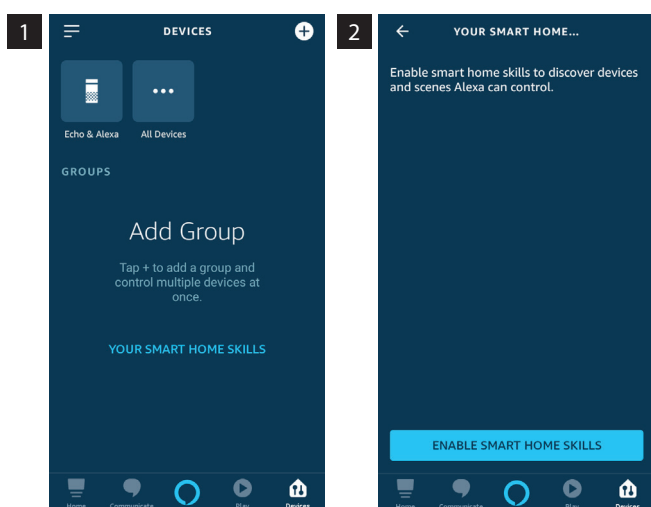 1
DEVICES
Echo & Alexa
All Devices
GROUPS
Add Group
Tap + to add a group and
control multiple devices at
once.
YOUR SMART HOME SKILLS
Home
Communicate
Play
Devices
2
YOUR SMART HOME...
Enable smart home skills to discover devices
and scenes Alexa can control.
ENABLE SMART HOME SKILLS
Home
Communicate
Play
Devices